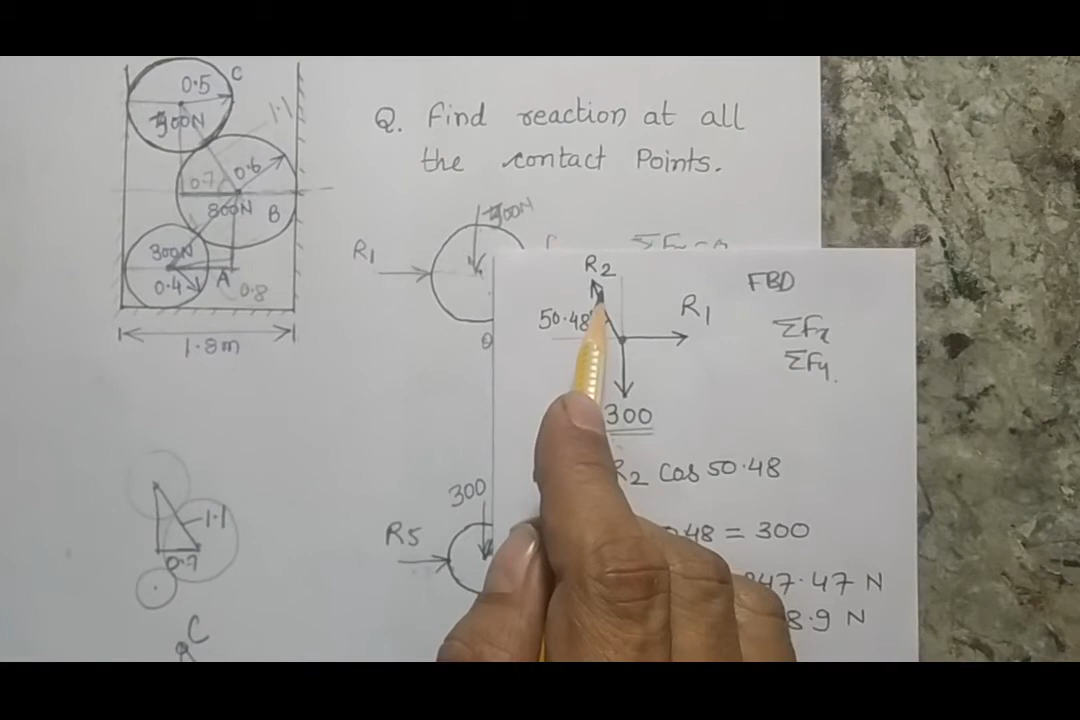 0.5
C
1.1
0.7
0.6
800N
B
300N
A
0.4
0.8
1.8m
Q. Find reaction at all
the contact Points.
R1
R2
FBD
50.48
R1
ΣFx
ΣFy.
300
R2 cos 50.48
.48 = 300
47.47 N
8.9 N
300
R5
1.1
0.7
C